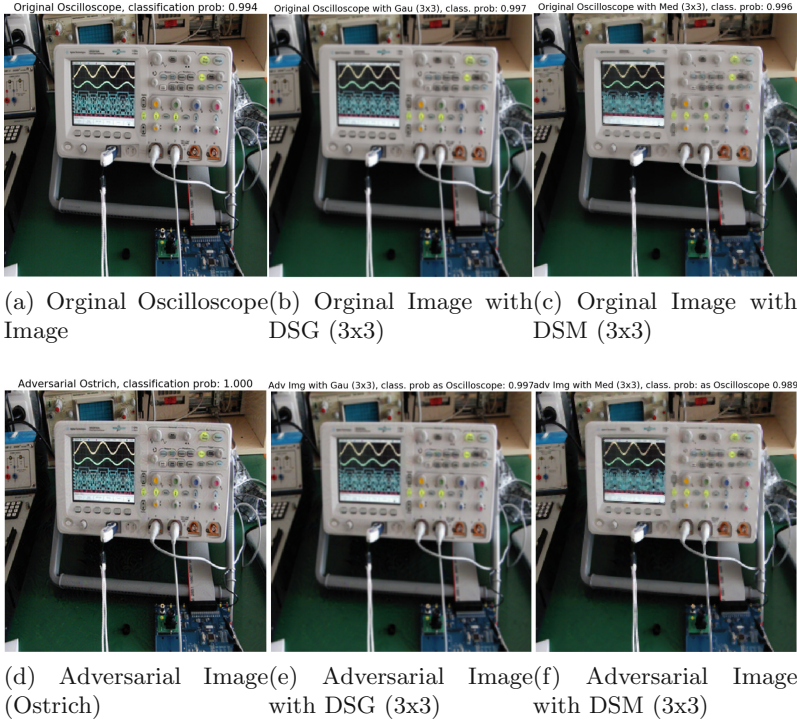 Original Oscilloscope, classification prob: 0.994
Original Oscilloscope with Gau (3x3), class. prob: 0.997
Original Oscilloscope with Med (3x3), class. prob: 0.996
(a) Orginal Oscilloscope Image
(b) Orginal Image with DSG (3x3)
(c) Orginal Image with DSM (3x3)
Adversarial Ostrich, classification prob: 1.000
Adv Img with Gau (3x3), class. prob as Oscilloscope: 0.997
adv Img with Med (3x3), class. prob: as Oscilloscope 0.989
(d) Adversarial Image (Ostrich)
(e) Adversarial Image with DSG (3x3)
(f) Adversarial Image with DSM (3x3)